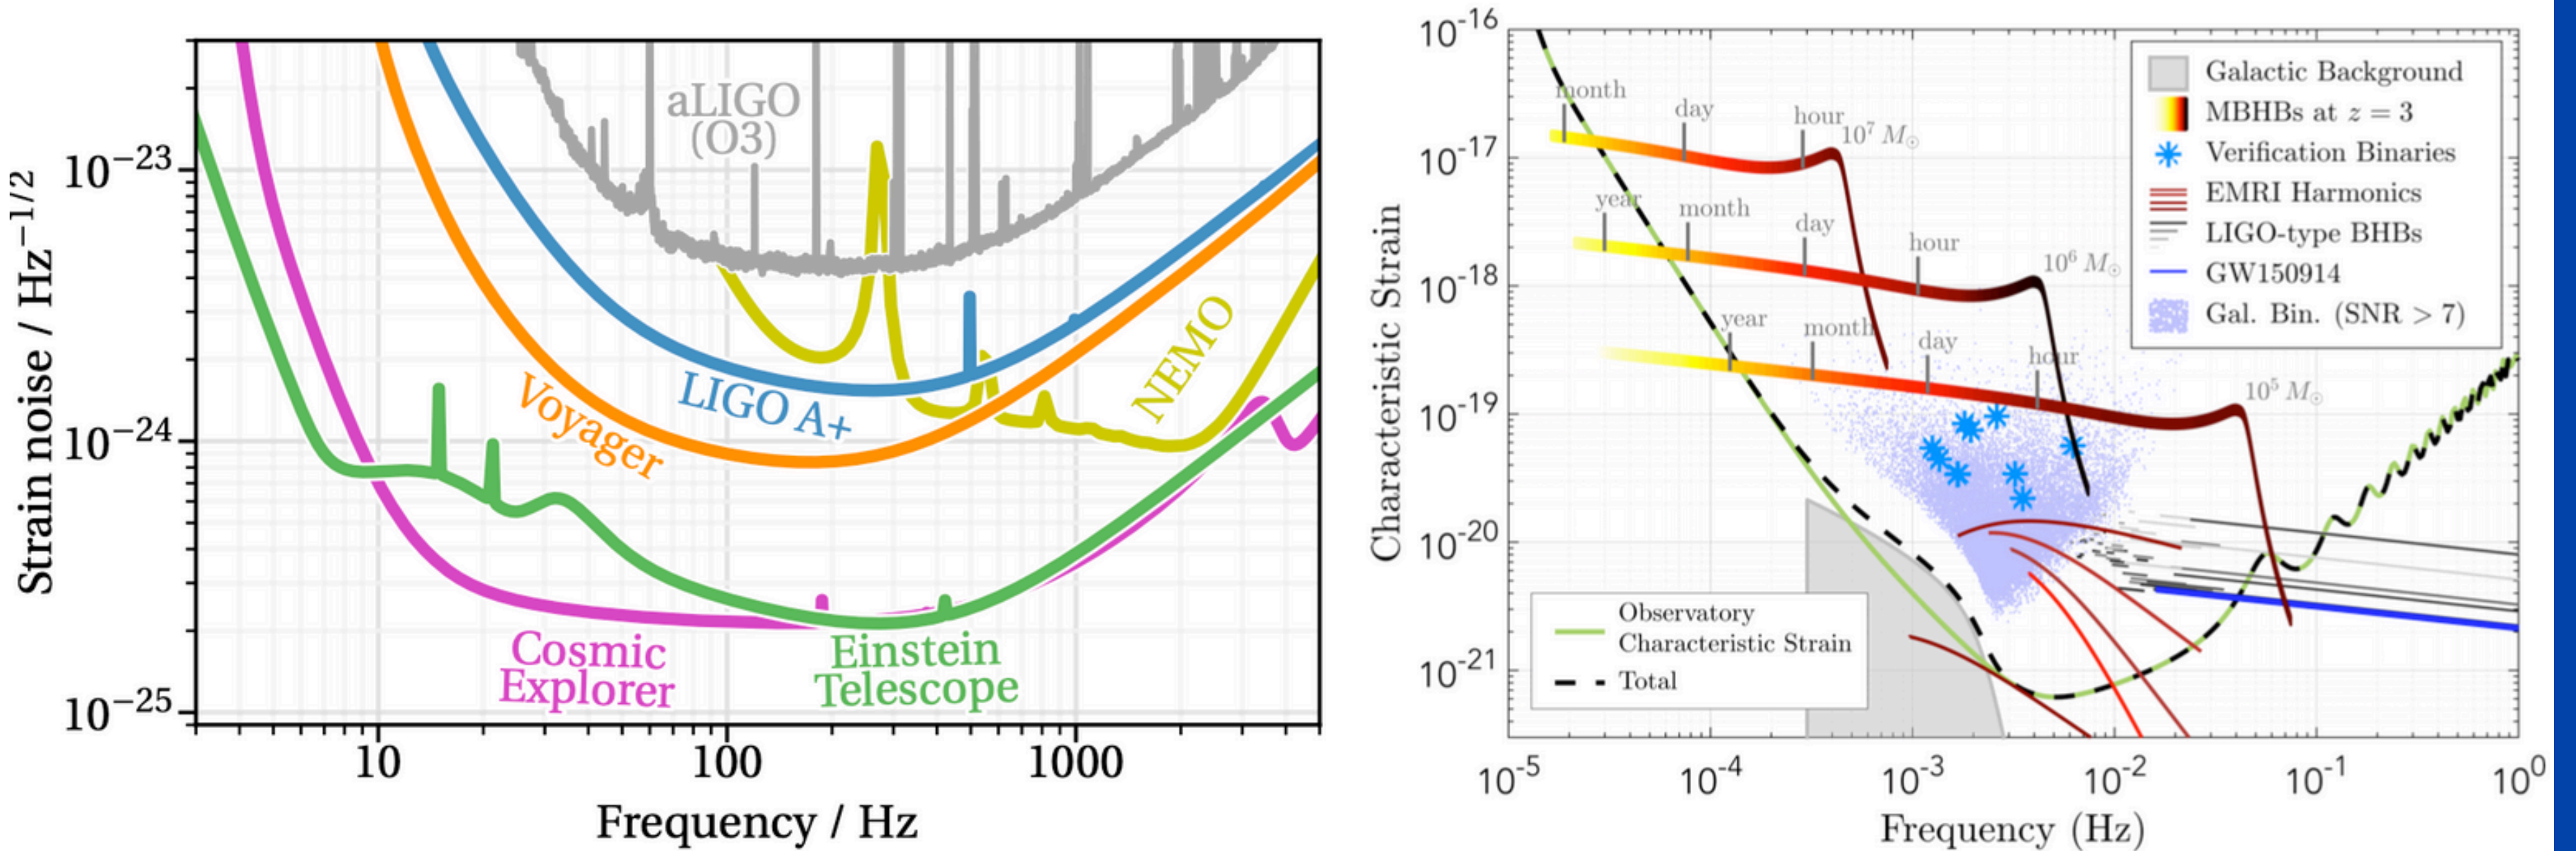 Strain noise / Hz^−1/2
10^−23
10^−24
10^−25
aLIGO
(O3)
LIGO A+
Voyager
NEMO
Cosmic
Explorer
Einstein
Telescope
10
100
1000
Frequency / Hz
Characteristic Strain
10^-16
10^-17
10^-18
10^-19
10^-20
10^-21
month
day
hour
10^7 M⊙
year
month
day
hour
10^6 M⊙
year
month
day
hour
10^5 M⊙
Galactic Background
MBHBs at z = 3
Verification Binaries
EMRI Harmonics
LIGO-type BHBs
GW150914
Gal. Bin. (SNR > 7)
Observatory
Characteristic Strain
Total
10^-5
10^-4
10^-3
10^-2
10^-1
10^0
Frequency (Hz)